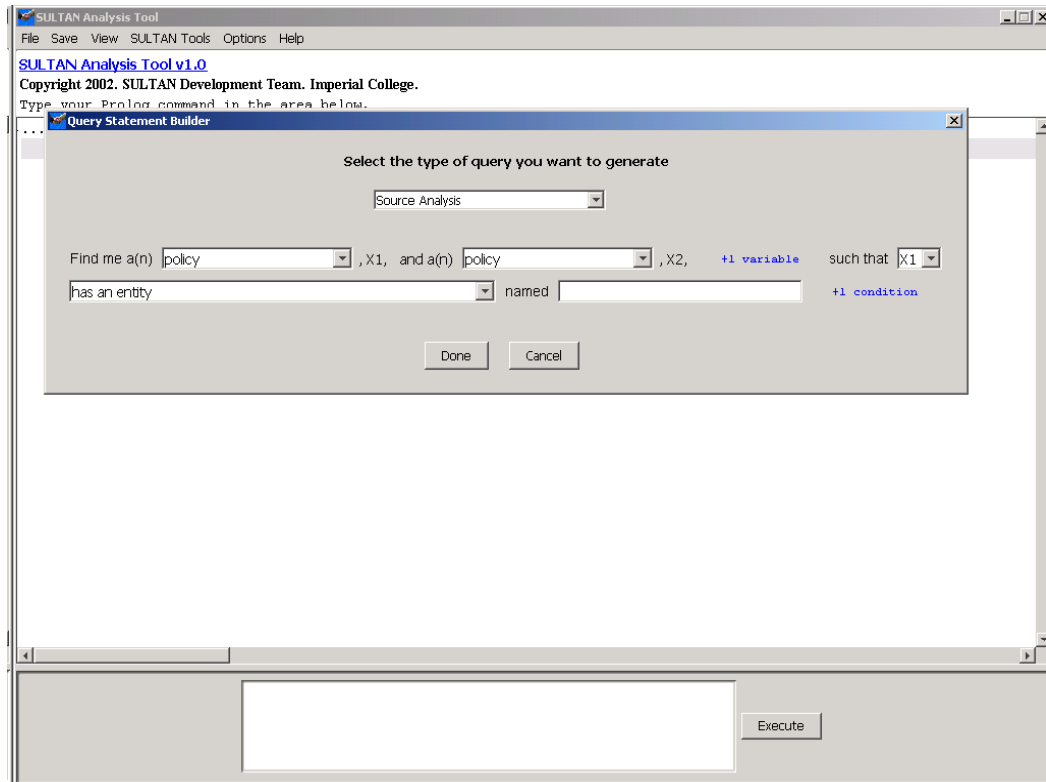 SULTAN Analysis Tool
File Save View SULTAN Tools Options Help
SULTAN Analysis Tool v1.0
Copyright 2002. SULTAN Development Team. Imperial College.
Type your Prolog command in the area below.
...
Query Statement Builder
Select the type of query you want to generate
Source Analysis
Find me a(n) policy , X1, and a(n) policy , X2, +1 variable such that X1
has an entity named +1 condition
Done Cancel
Execute